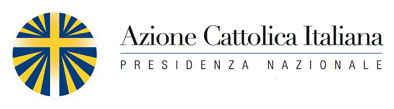 Azione Cattolica Italiana
PRESIDENZA NAZIONALE